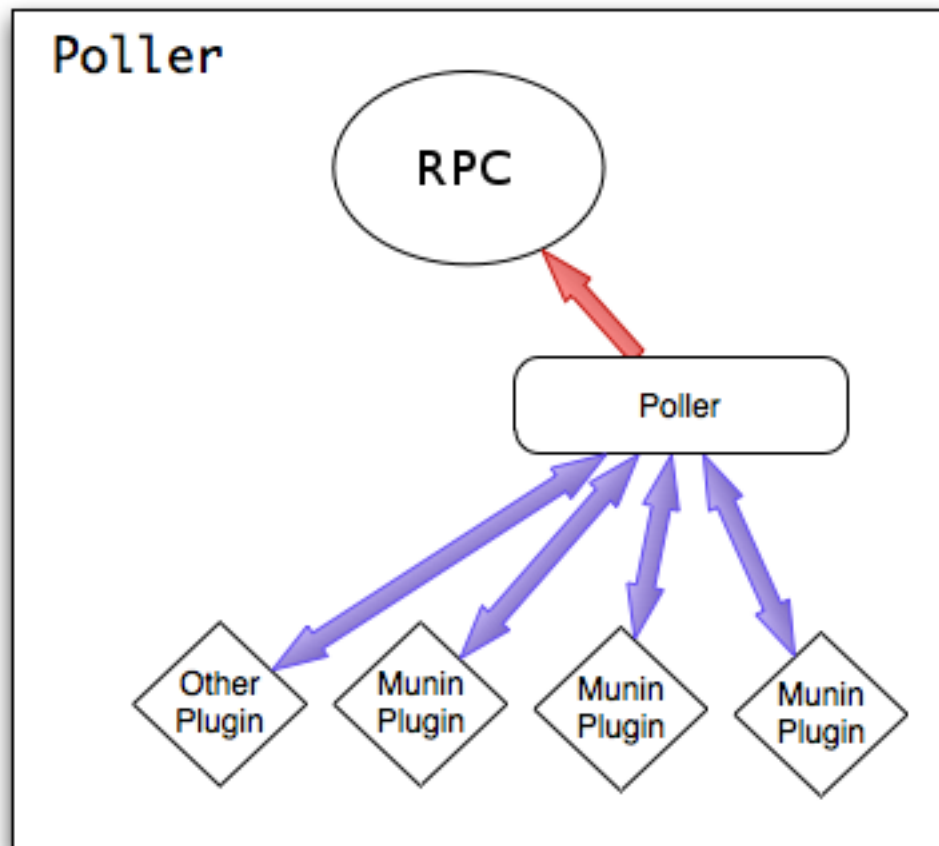 Poller
RPC
Poller
Other
Plugin
Munin
Plugin
Munin
Plugin
Munin
Plugin